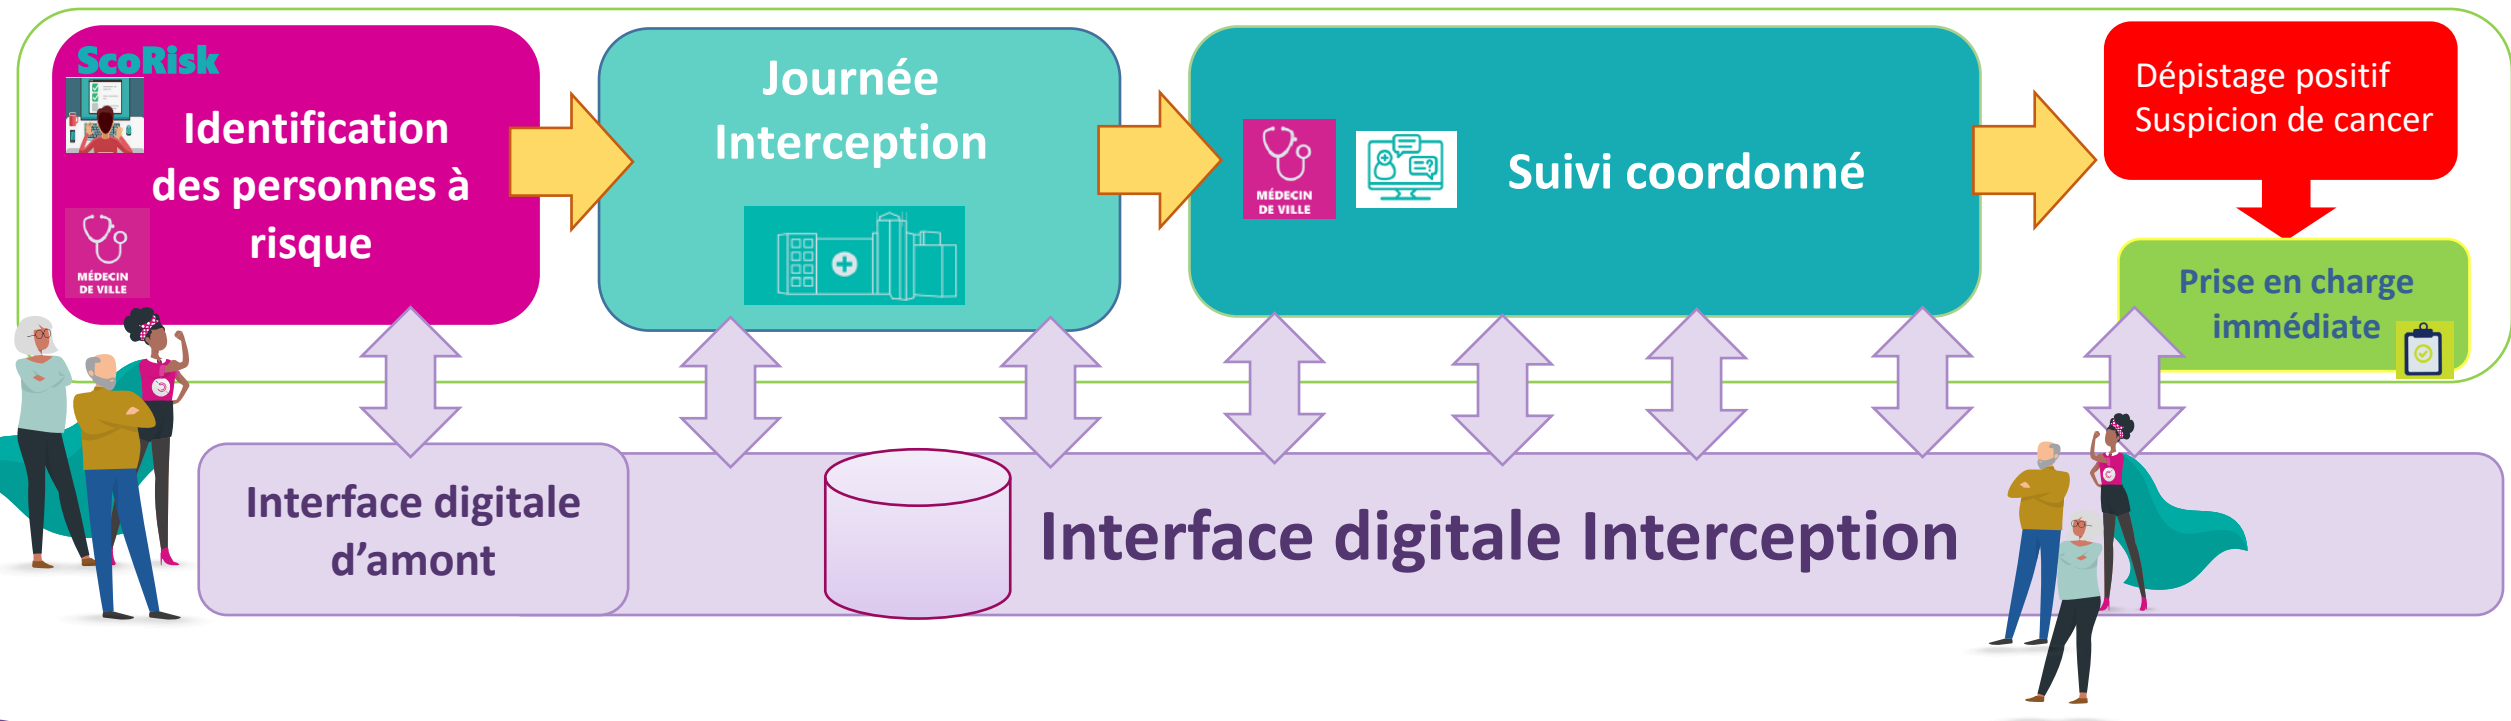 ScoRisk
Identification
des personnes à
risque
MÉDECIN
DE VILLE
Journée
Interception
MÉDECIN
DE VILLE
Suivi coordonné
Dépistage positif
Suspicion de cancer
Prise en charge
immédiate
Interface digitale
d’amont
Interface digitale Interception